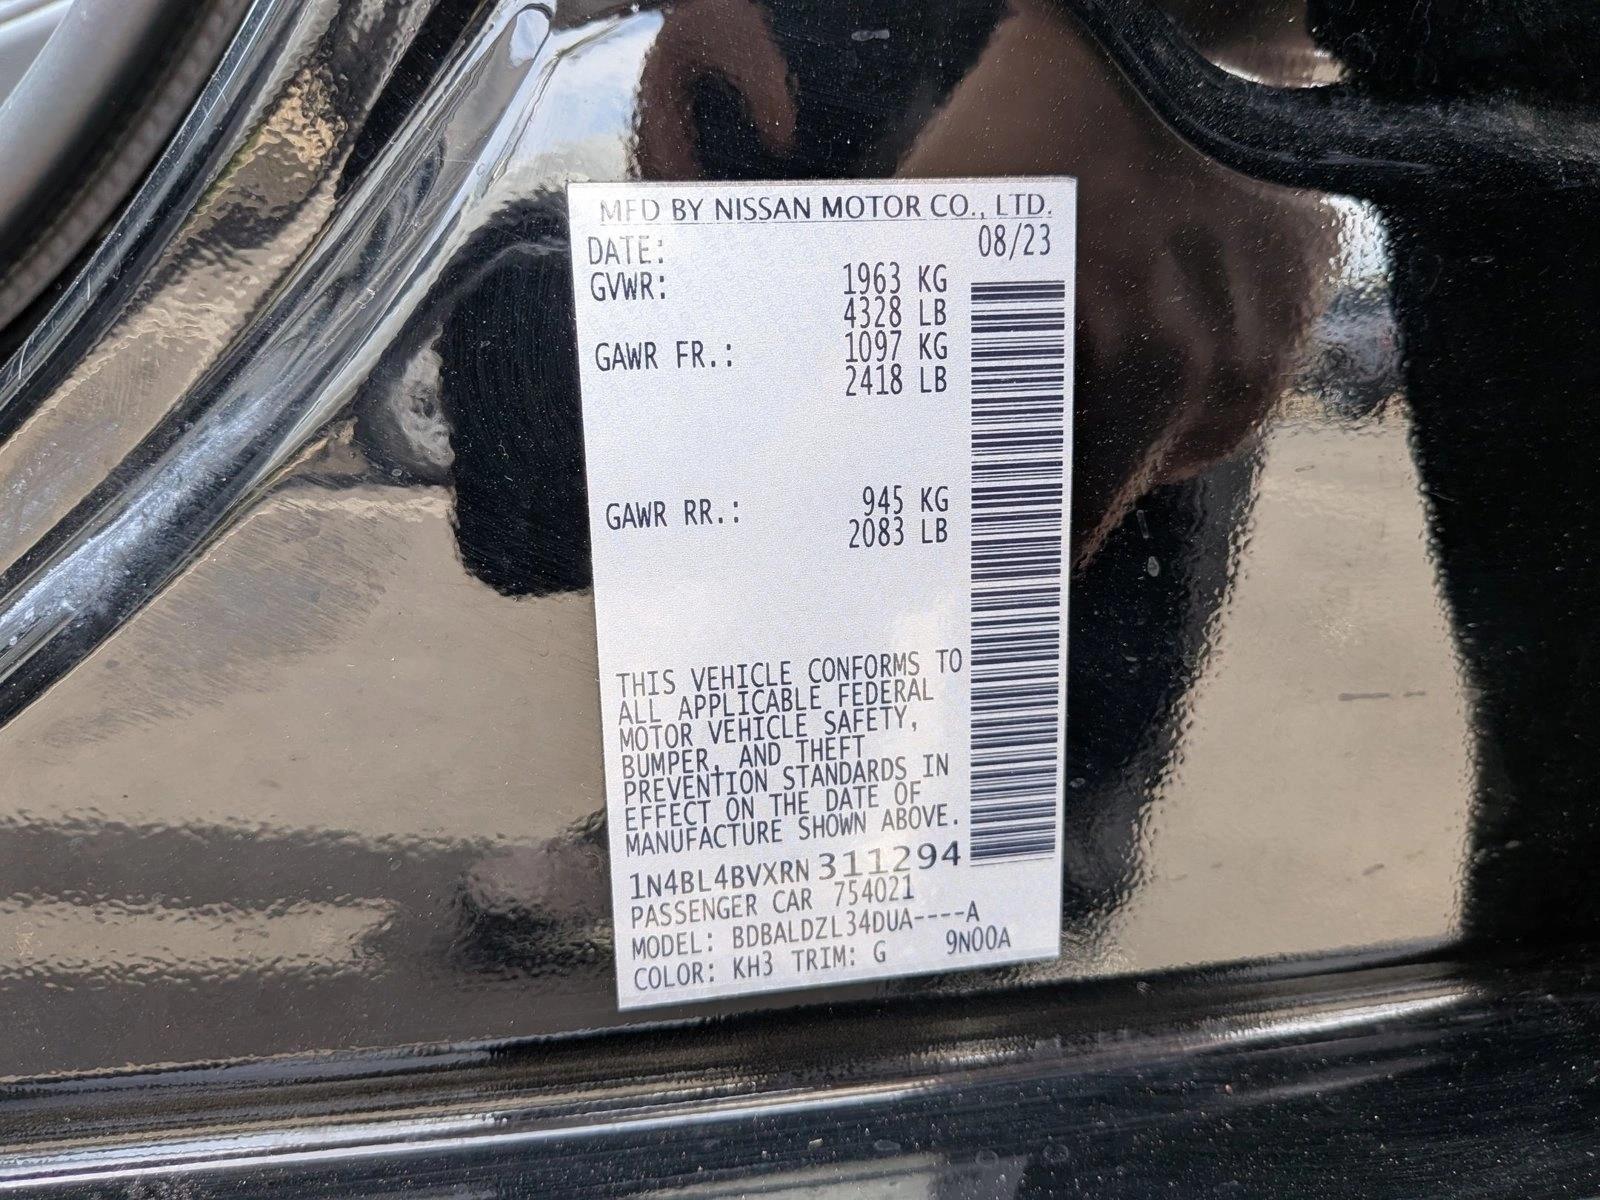 MFD BY NISSAN MOTOR CO., LTD.
DATE: 08/23
GVWR: 1963 KG
4328 LB
GAWR FR.: 1097 KG
2418 LB
GAWR RR.: 945 KG
2083 LB
THIS VEHICLE CONFORMS TO
ALL APPLICABLE FEDERAL
MOTOR VEHICLE SAFETY,
BUMPER, AND THEFT
PREVENTION STANDARDS IN
EFFECT ON THE DATE OF
MANUFACTURE SHOWN ABOVE.
1N4BL4BVXRN311294
PASSENGER CAR 754021
MODEL: BDBALDZL34DUA----A
COLOR: KH3 TRIM: G 9N00A